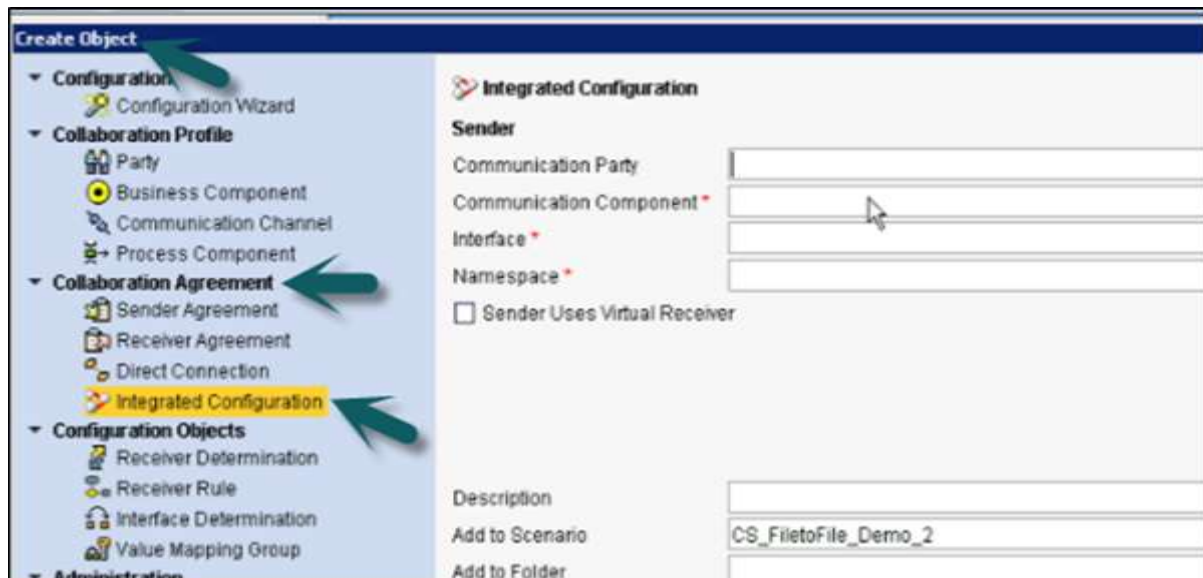 Create Object
Configuration
Configuration Wizard
Collaboration Profile
Party
Business Component
Communication Channel
Process Component
Collaboration Agreement
Sender Agreement
Receiver Agreement
Direct Connection
Integrated Configuration
Configuration Objects
Receiver Determination
Receiver Rule
Interface Determination
Value Mapping Group
Administration
Integrated Configuration
Sender
Communication Party
Communication Component *
Interface *
Namespace *
Sender Uses Virtual Receiver
Description
Add to Scenario CS_FiletoFile_Demo_2
Add to Folder